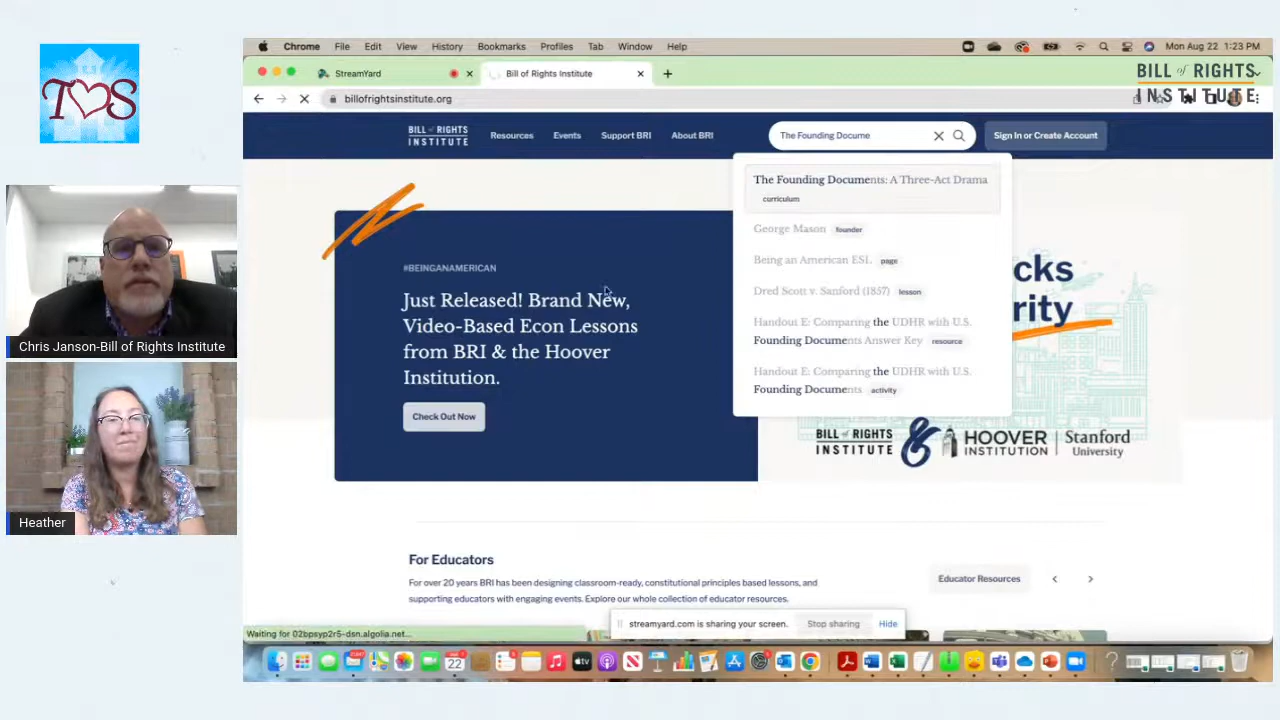 TOS
Chris Janson-Bill of Rights Institute
Heather
Chrome File Edit View History Bookmarks Profiles Tab Window Help
Mon Aug 22 1:23 PM
StreamYard
Bill of Rights Institute
BILL of RIGHTS
INSTITUTE
billofrightsinstitute.org
BILL of RIGHTS
INSTITUTE
Resources Events Support BRI About BRI
The Founding Docume
Sign In or Create Account
The Founding Documents: A Three-Act Drama
curriculum
George Mason founder
Being an American ESL page
Dred Scott v. Sanford (1857) lesson
Handout E: Comparing the UDHR with U.S.
Founding Documents Answer Key resource
Handout E: Comparing the UDHR with U.S.
Founding Documents activity
#BEINGANAMERICAN
Just Released! Brand New,
Video-Based Econ Lessons
from BRI & the Hoover
Institution.
Check Out Now
cks
rity
BILL of RIGHTS
INSTITUTE
&
HOOVER
INSTITUTION
Stanford
University
For Educators
For over 20 years BRI has been designing classroom-ready, constitutional principles based lessons, and
supporting educators with engaging events. Explore our whole collection of educator resources.
Educator Resources
streamyard.com is sharing your screen. Stop sharing Hide
Waiting for 02bpsyp2r5-dsn.algolia.net...
22